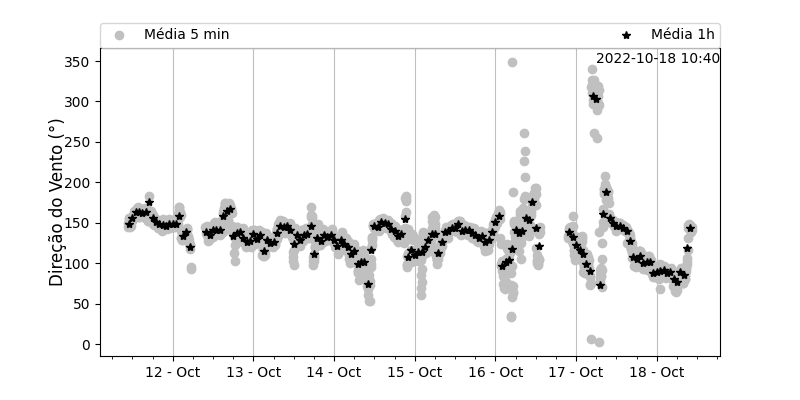 Média 5 min
Média 1h
2022-10-18 10:40
Direção do Vento (°)
350
300
250
200
150
100
50
0
12 - Oct
13 - Oct
14 - Oct
15 - Oct
16 - Oct
17 - Oct
18 - Oct